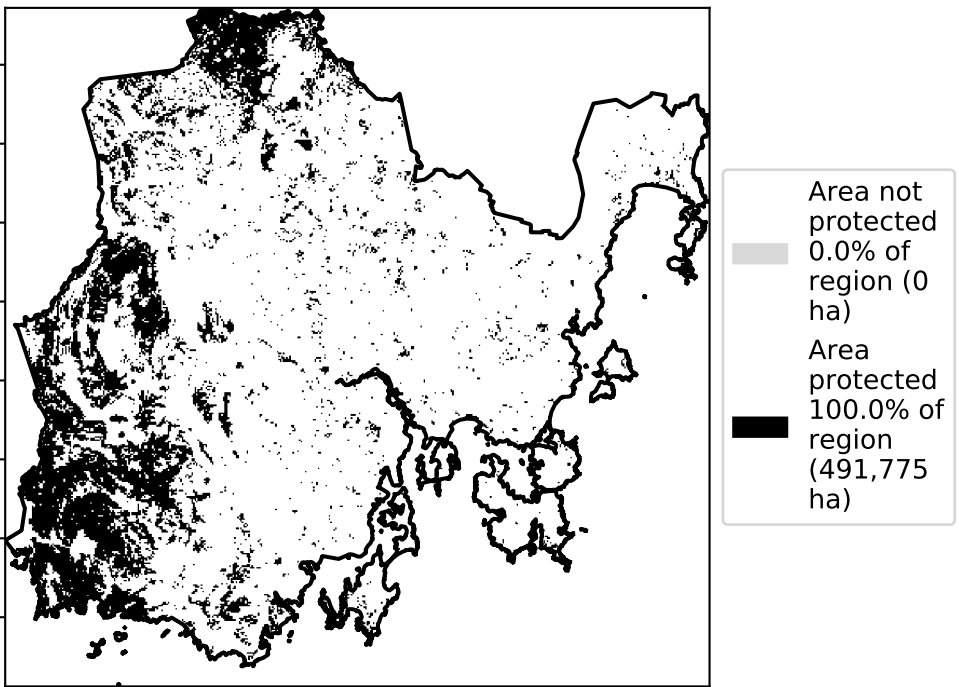 Area not
protected
0.0% of
region (0
ha)
Area
protected
100.0% of
region
(491,775
ha)